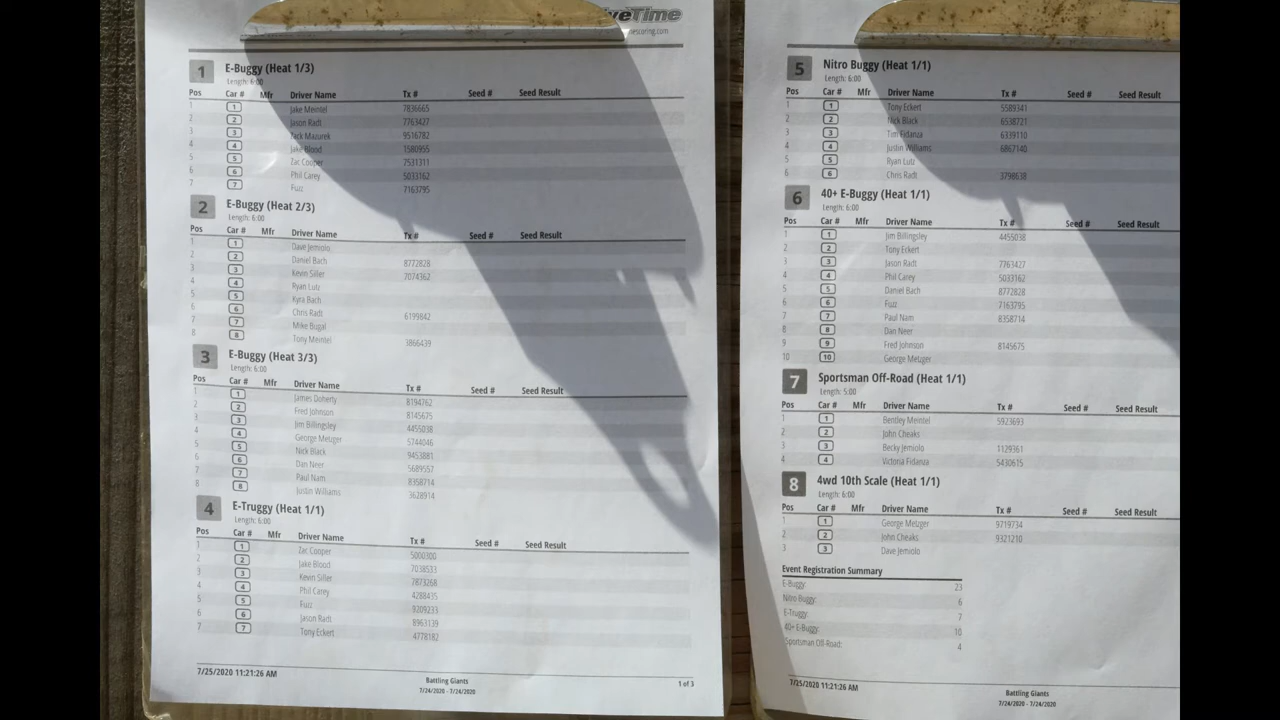 veTime
oesracing.com
1 E-Buggy (Heat 1/3)
Length: 6:00
Pos Car # Mfr Driver Name Tx # Seed # Seed Result
1 1 Jake Meintel 7836665
2 2 Jason Radt 7763427
3 3 Zack Mazurek 9516782
4 4 Jake Blood 1580955
5 5 Zac Cooper 7531311
6 6 Phil Carey 5033162
7 7 Fuzz 7163795
2 E-Buggy (Heat 2/3)
Length: 6:00
Pos Car # Mfr Driver Name Tx # Seed # Seed Result
1 1 Dave Jemiolo
2 2 Daniel Bach 8772828
3 3 Kevin Siller 7074362
4 4 Ryan Lutz
5 5 Kyra Bach
6 6 Chris Radt 6199842
7 7 Mike Bugal
8 8 Tony Meintel 3866439
3 E-Buggy (Heat 3/3)
Length: 6:00
Pos Car # Mfr Driver Name Tx # Seed # Seed Result
1 1 James Doherty 8194762
2 2 Fred Johnson 8145675
3 3 Jim Billingsley 4455038
4 4 George Metzger 5744046
5 5 Nick Black 9453881
6 6 Dan Neer 5689557
7 7 Paul Nam 8358714
8 8 Justin Williams 3628914
4 E-Truggy (Heat 1/1)
Length: 6:00
Pos Car # Mfr Driver Name Tx # Seed # Seed Result
1 1 Zac Cooper 5000300
2 2 Jake Blood 7038533
3 3 Kevin Siller 7873268
4 4 Phil Carey 4288435
5 5 Fuzz 9209233
6 6 Jason Radt 8963139
7 7 Tony Eckert 4778182
7/25/2020 11:21:26 AM Battling Giants 1 of 3
7/24/2020 - 7/24/2020
5 Nitro Buggy (Heat 1/1)
Length: 6:00
Pos Car # Mfr Driver Name Tx # Seed # Seed Result
1 1 Tony Eckert 5589341
2 2 Nick Black 6538721
3 3 Tim Fidanza 6339110
4 4 Justin Williams 6867140
5 5 Ryan Lutz
6 6 Chris Radt 3798638
6 40+ E-Buggy (Heat 1/1)
Length: 6:00
Pos Car # Mfr Driver Name Tx # Seed # Seed Result
1 1 Jim Billingsley 4455038
2 2 Tony Eckert
3 3 Jason Radt 7763427
4 4 Phil Carey 5033162
5 5 Daniel Bach 8772828
6 6 Fuzz 7163795
7 7 Paul Nam 8358714
8 8 Dan Neer
9 9 Fred Johnson 8145675
10 10 George Metzger
7 Sportsman Off-Road (Heat 1/1)
Length: 5:00
Pos Car # Mfr Driver Name Tx # Seed # Seed Result
1 1 Bentley Meintel 5923693
2 2 John Cheaks
3 3 Becky Jemiolo 1129361
4 4 Victoria Fidanza 5430615
8 4wd 10th Scale (Heat 1/1)
Length: 6:00
Pos Car # Mfr Driver Name Tx # Seed # Seed Result
1 1 George Metzger 9719734
2 2 John Cheaks 9321210
3 3 Dave Jemiolo
Event Registration Summary
E-Buggy: 23
Nitro Buggy: 6
E-Truggy: 7
40+ E-Buggy: 10
Sportsman Off-Road: 4
7/25/2020 11:21:26 AM Battling Giants
7/24/2020 - 7/24/2020